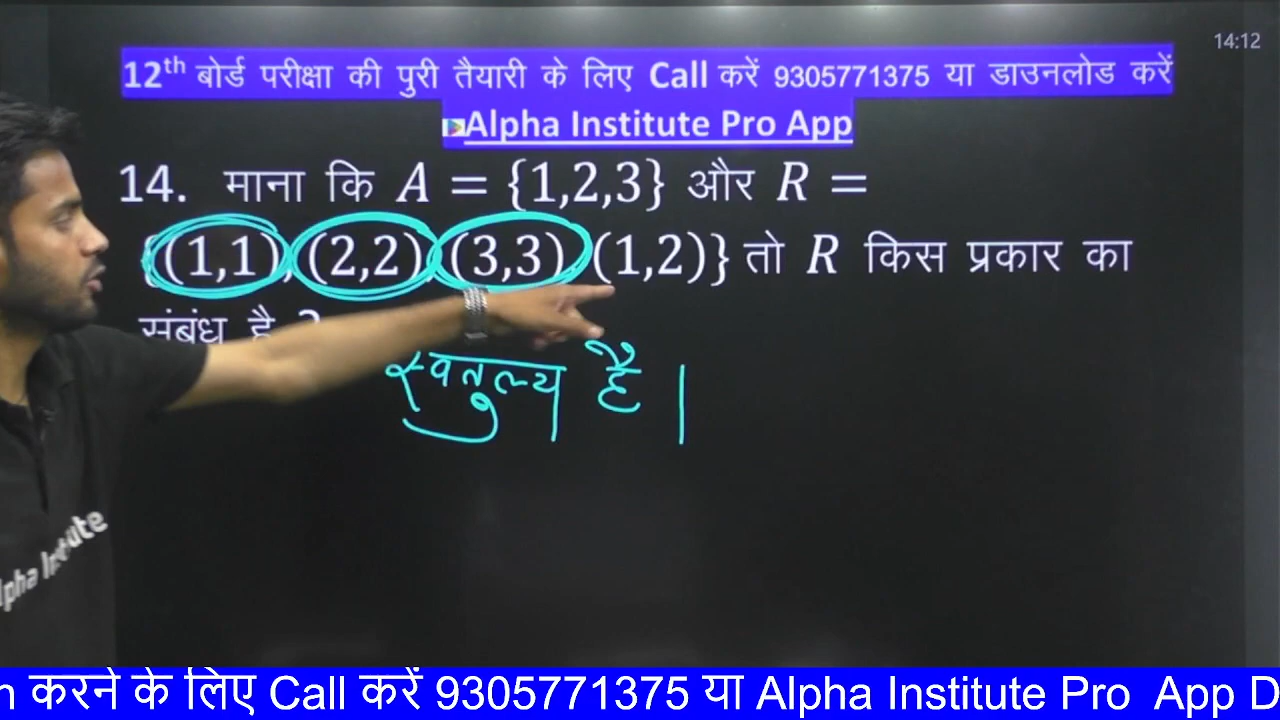 14:12
12th बोर्ड परीक्षा की पुरी तैयारी के लिए Call करें 9305771375 या डाउनलोड करें
Alpha Institute Pro App
14. माना कि A = {1,2,3} और R =
{(1,1), (2,2), (3,3), (1,2)} तो R किस प्रकार का
संबंध है ?
स्वतुल्य है |
Alpha Institute
n करने के लिए Call करें 9305771375 या Alpha Institute Pro App D